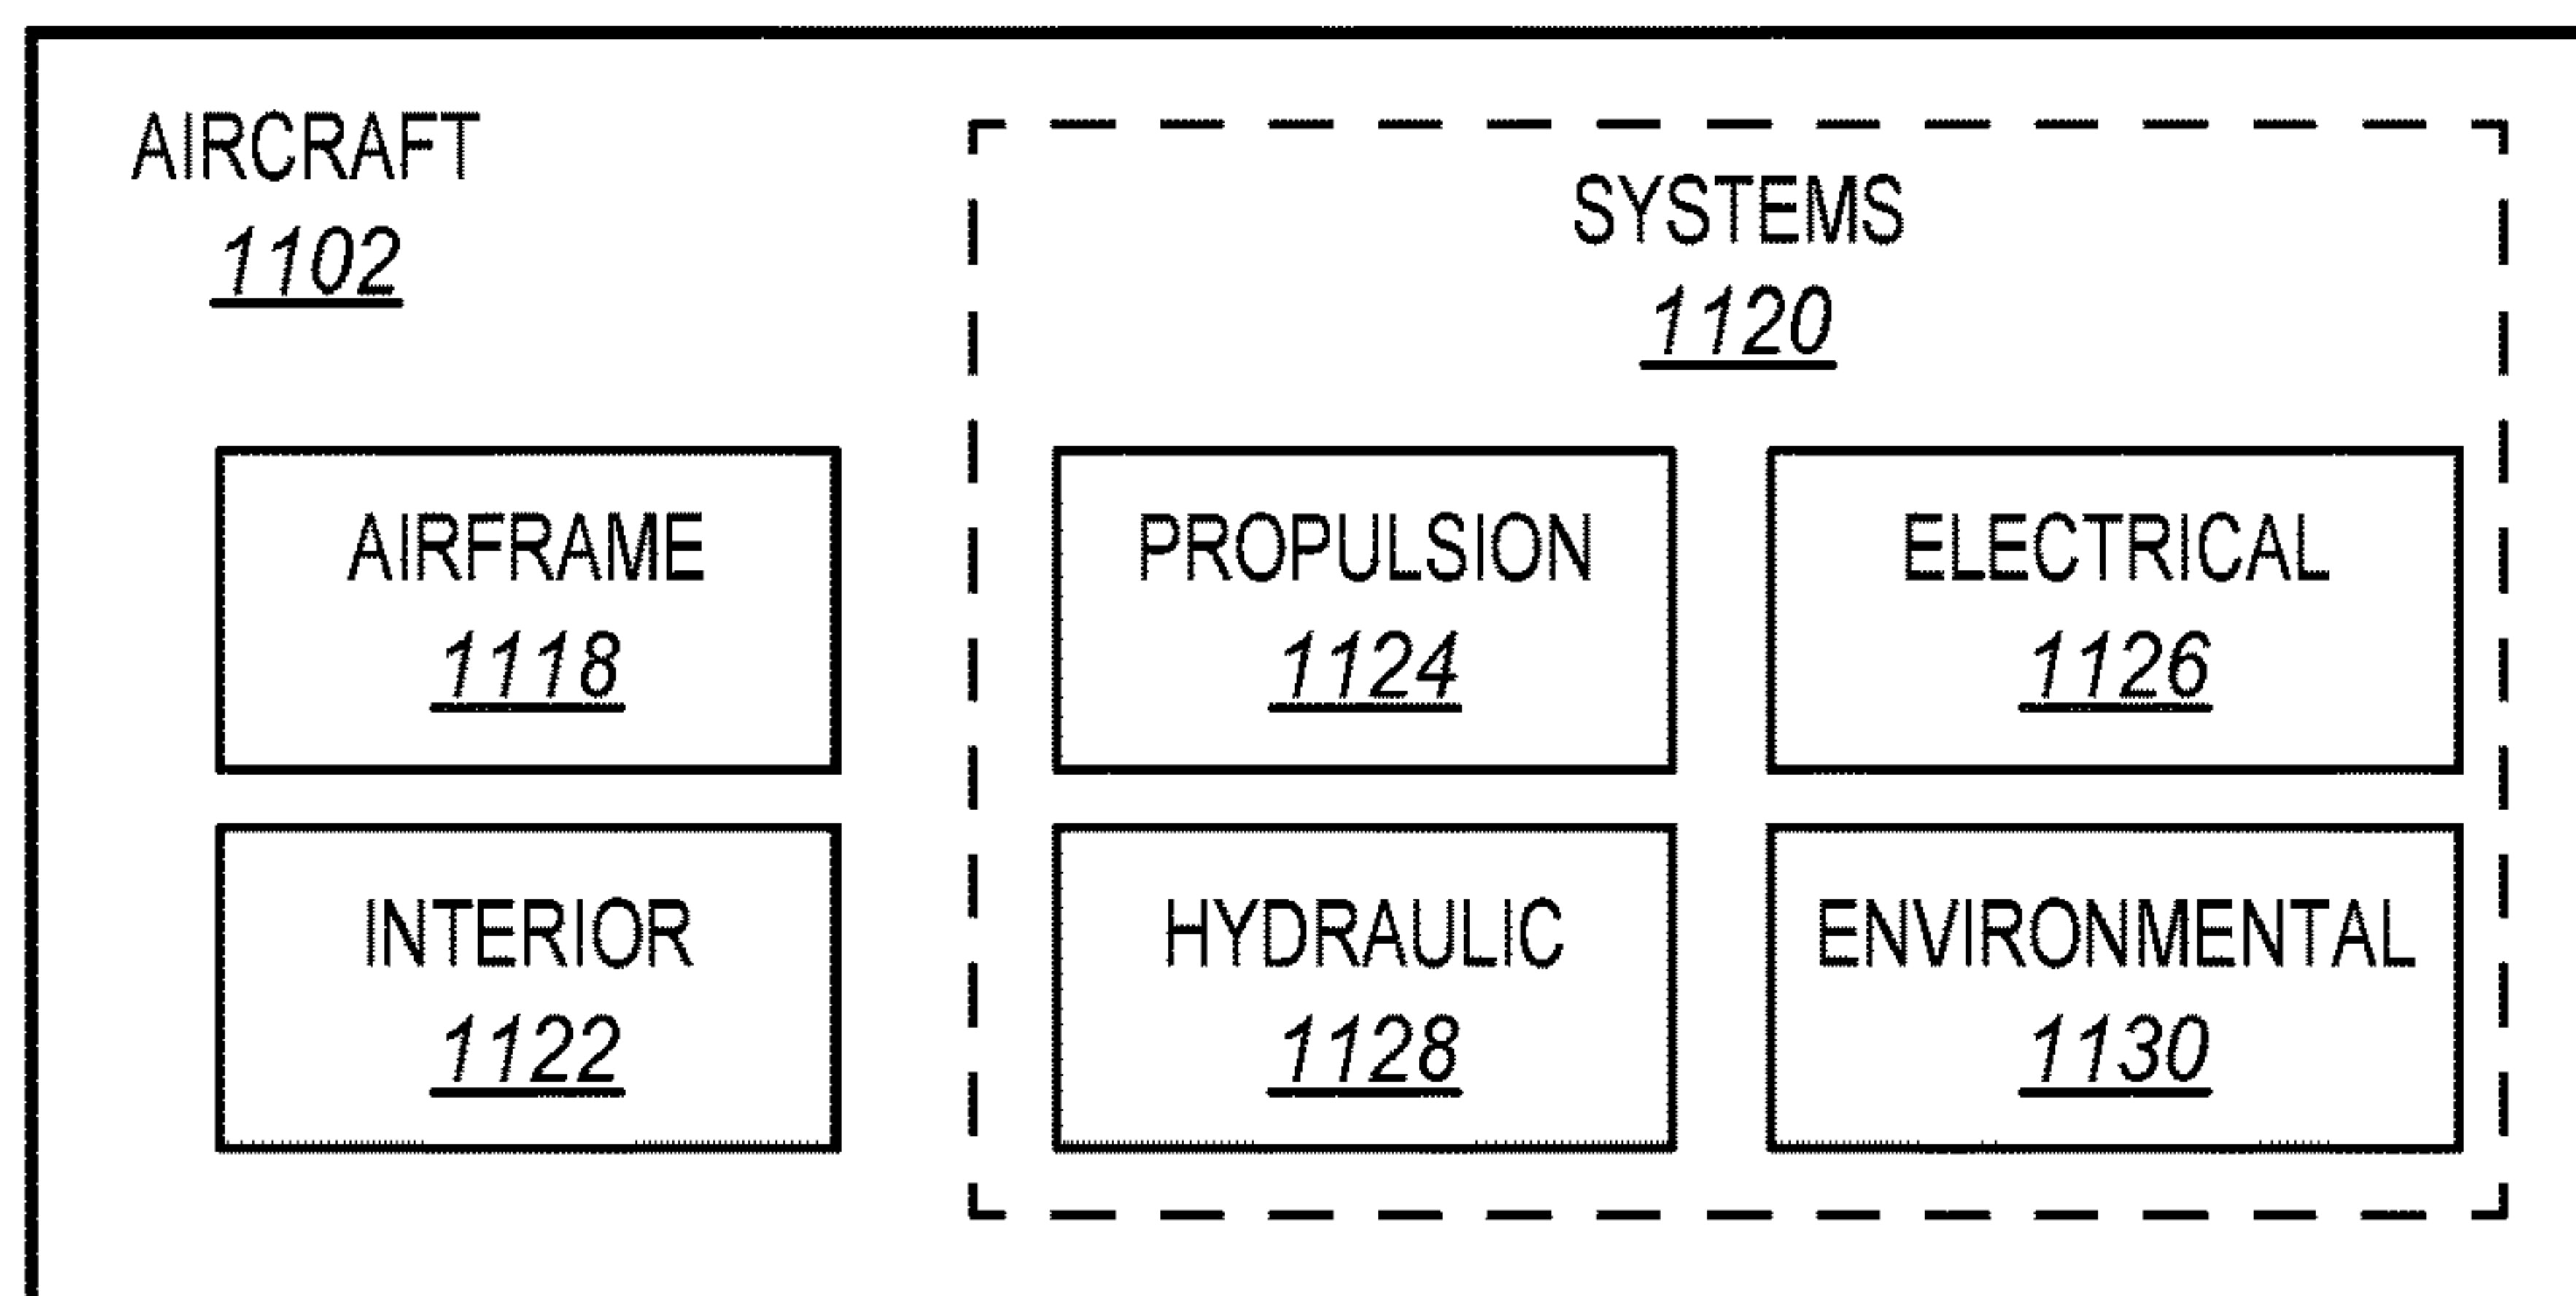 AIRCRAFT
1102
SYSTEMS
1120
AIRFRAME
1118
PROPULSION
1124
ELECTRICAL
1126
INTERIOR
1122
HYDRAULIC
1128
ENVIRONMENTAL
1130